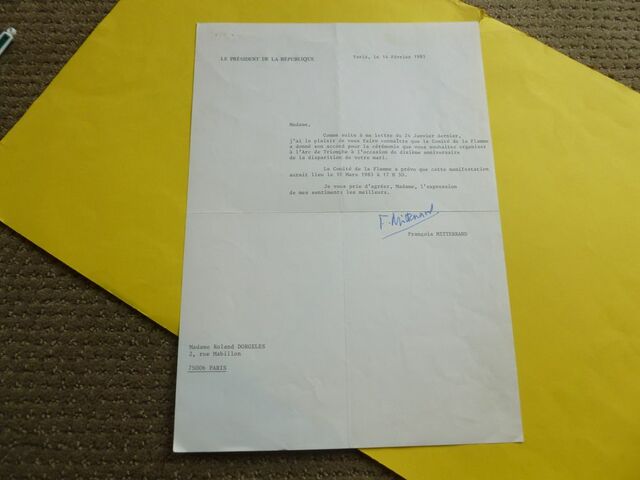 LE PRÉSIDENT DE LA RÉPUBLIQUE
Paris, le 14 Février 1983
Madame,
Comme suite à ma lettre du 24 Janvier dernier,
j'ai le plaisir de vous faire connaître que le Comité de la Flamme
a donné son accord pour la cérémonie que vous souhaitez organiser
à l'Arc de Triomphe à l'occasion du dixième anniversaire
de la disparition de votre mari.
Le Comité de la Flamme a prévu que cette manifestation
aurait lieu le 18 Mars 1983 à 17 H 30.
Je vous prie d'agréer, Madame, l'expression
de mes sentiments les meilleurs.
F. Mitterrand
François MITTERRAND
Madame Roland DORGELES
2, rue Mabillon
75006 PARIS